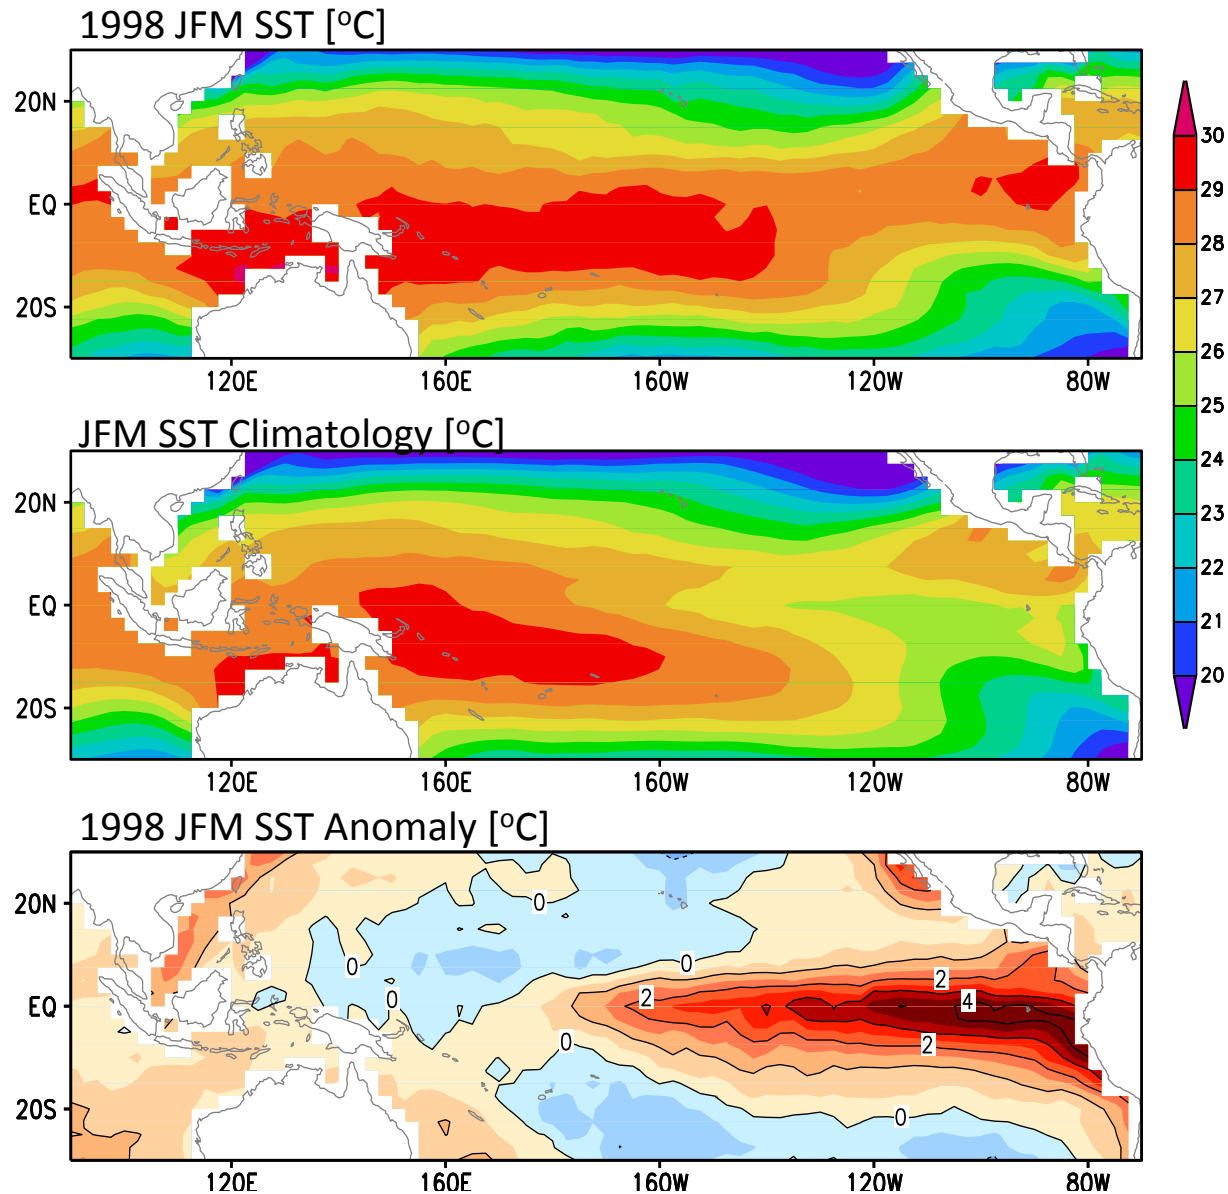 1998 JFM SST [°C]
20N
EQ
20S
120E 160E 160W 120W 80W
JFM SST Climatology [°C]
20N
EQ
20S
120E 160E 160W 120W 80W
30
29
28
27
26
25
24
23
22
21
20
1998 JFM SST Anomaly [°C]
20N
EQ
20S
0
0
0
2
0
2
4
0
2
0
120E 160E 160W 120W 80W